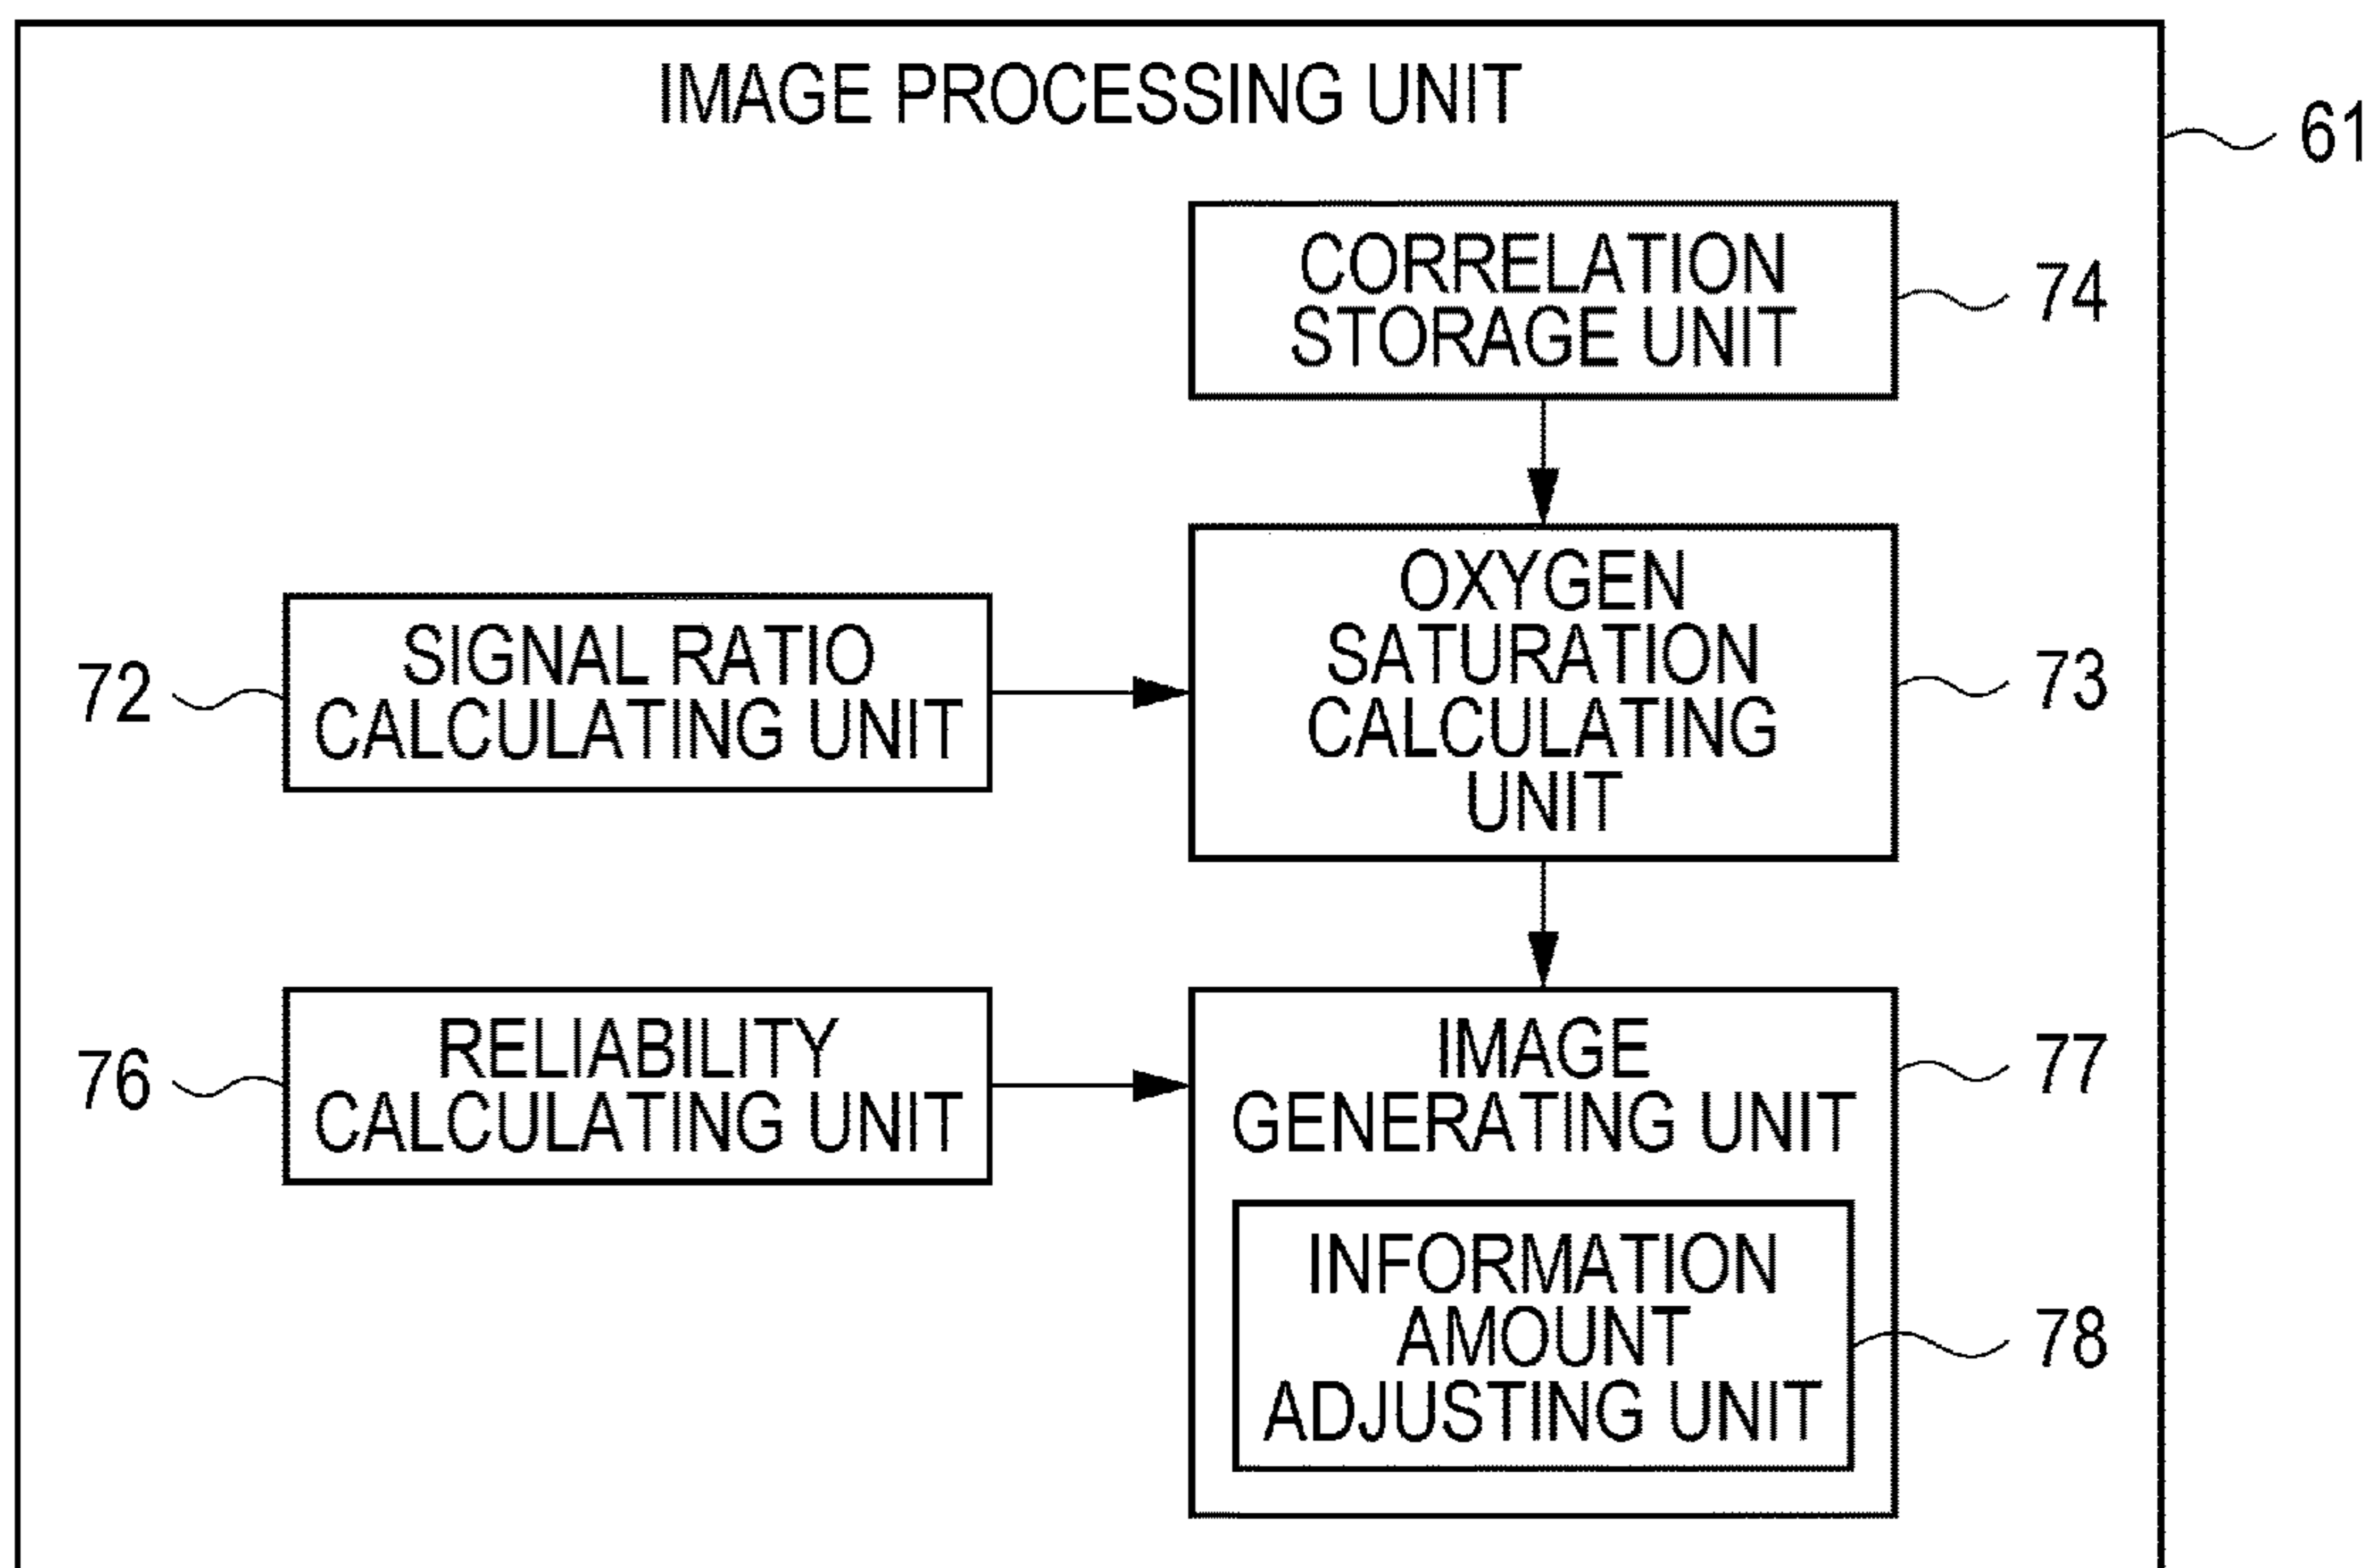 IMAGE PROCESSING UNIT
61
CORRELATION
STORAGE UNIT
74
OXYGEN
SATURATION
CALCULATING
UNIT
73
SIGNAL RATIO
CALCULATING UNIT
72
RELIABILITY
CALCULATING UNIT
76
IMAGE
GENERATING UNIT
77
INFORMATION
AMOUNT
ADJUSTING UNIT
78